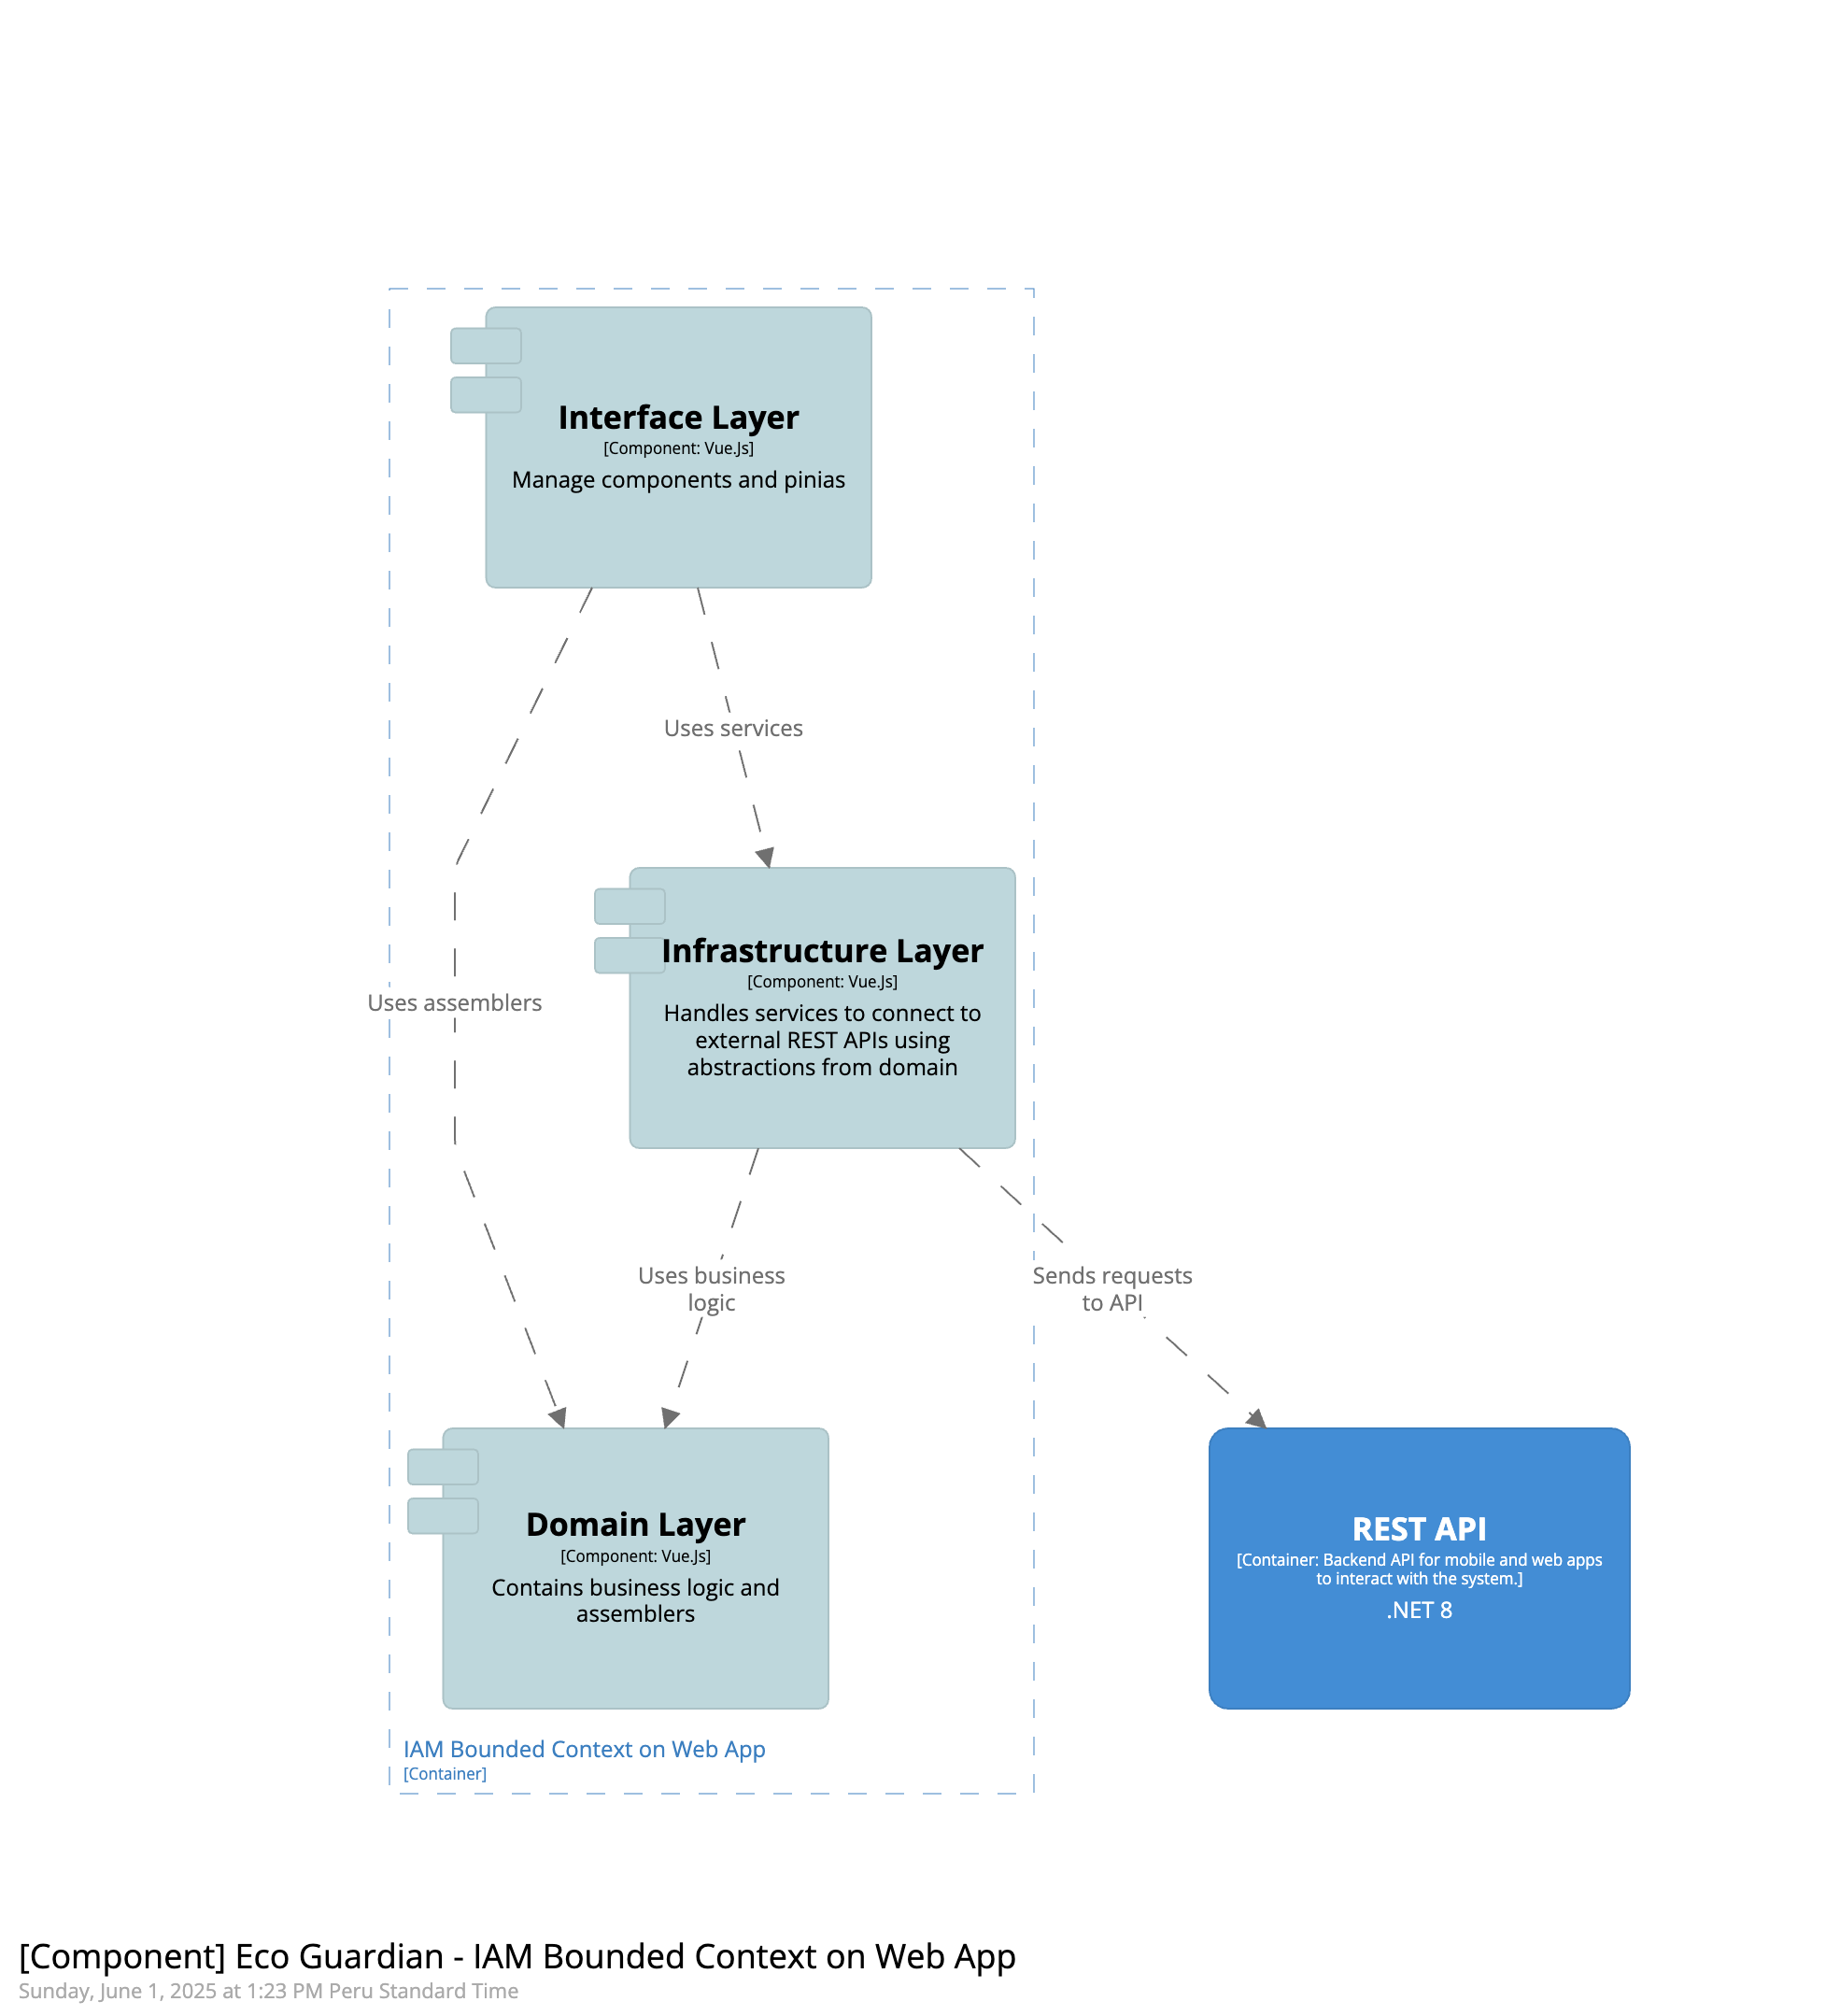 Interface Layer
[Component: Vue.Js]
Manage components and pinias
Uses services
Infrastructure Layer
[Component: Vue.Js]
Handles services to connect to
external REST APIs using
abstractions from domain
Uses assemblers
Uses business
logic
Sends requests
to API
Domain Layer
[Component: Vue.Js]
Contains business logic and
assemblers
REST API
[Container: Backend API for mobile and web apps
to interact with the system.]
.NET 8
IAM Bounded Context on Web App
[Container]
[Component] Eco Guardian - IAM Bounded Context on Web App
Sunday, June 1, 2025 at 1:23 PM Peru Standard Time